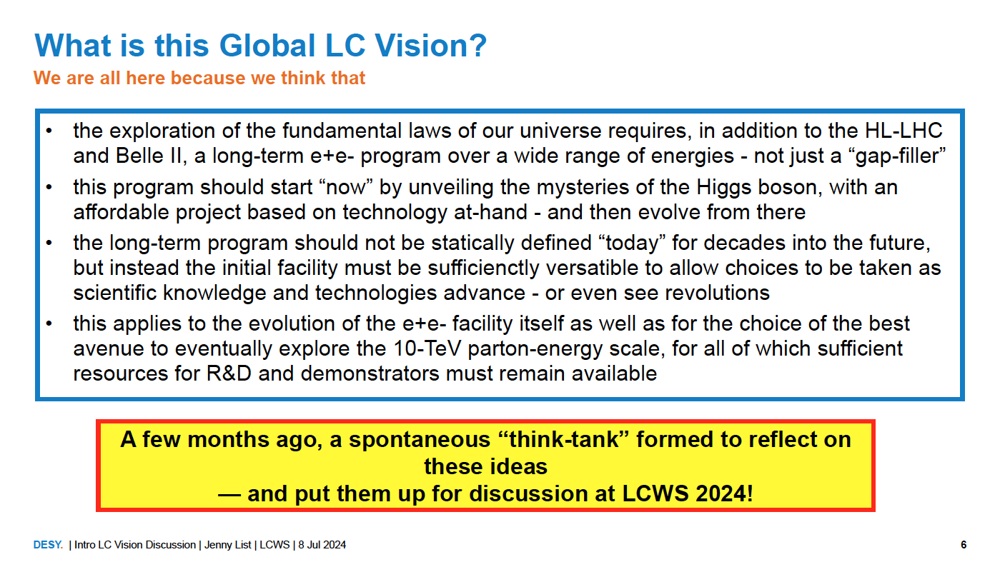 What is this Global LC Vision?
We are all here because we think that
• the exploration of the fundamental laws of our universe requires, in addition to the HL-LHC
and Belle II, a long-term e+e- program over a wide range of energies - not just a “gap-filler”
• this program should start “now” by unveiling the mysteries of the Higgs boson, with an
affordable project based on technology at-hand - and then evolve from there
• the long-term program should not be statically defined “today” for decades into the future,
but instead the initial facility must be sufficienctly versatible to allow choices to be taken as
scientific knowledge and technologies advance - or even see revolutions
• this applies to the evolution of the e+e- facility itself as well as for the choice of the best
avenue to eventually explore the 10-TeV parton-energy scale, for all of which sufficient
resources for R&D and demonstrators must remain available
A few months ago, a spontaneous “think-tank” formed to reflect on
these ideas
— and put them up for discussion at LCWS 2024!
DESY. | Intro LC Vision Discussion | Jenny List | LCWS | 8 Jul 2024
6